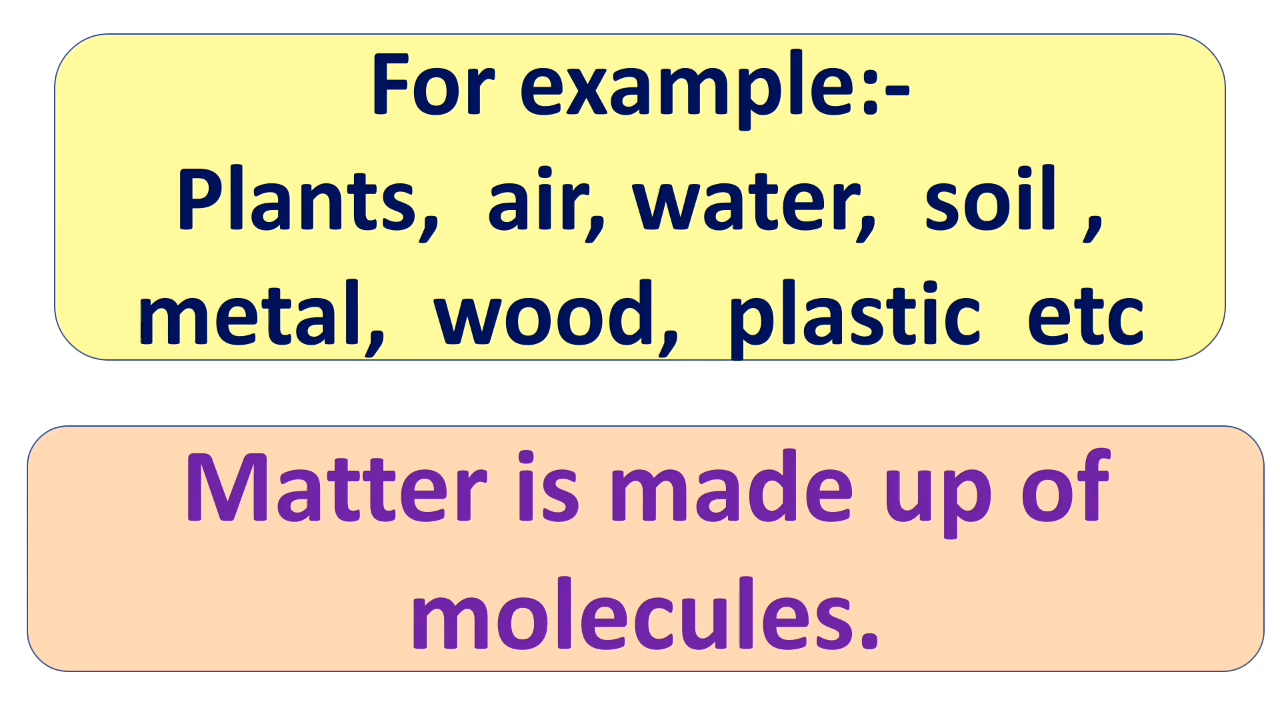 For example:-
Plants, air, water, soil ,
metal, wood, plastic etc
Matter is made up of
molecules.